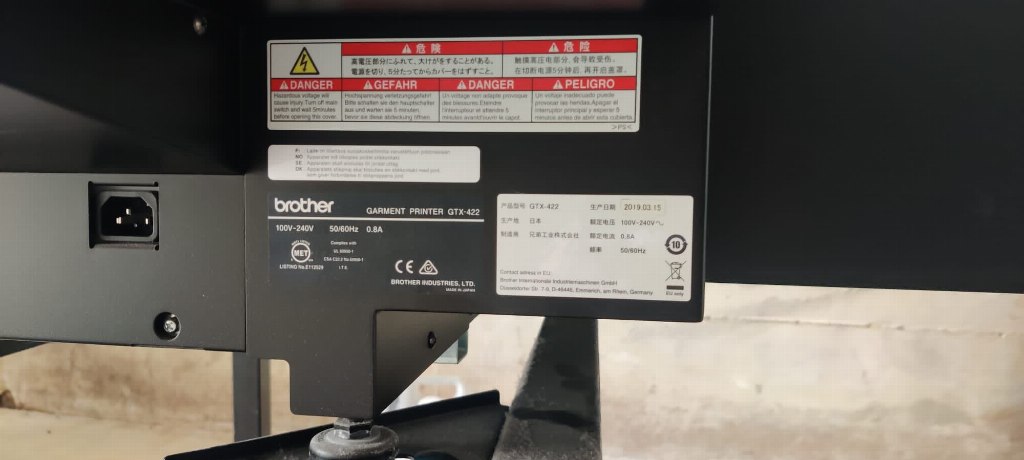 危険
危险
高電圧部分にふれて、大けがをすることがある。
電源を切り、5分たってからカバーをはずすこと。
触摸高压电部分,会导致受伤。
在切断电源5分钟后,再开启盖罩。
DANGER
GEFAHR
DANGER
PELIGRO
Hazardous voltage will
cause injury.Turn off main
switch and wait 5minutes
before opening this cover.
Hochspannung verletzungsgefahr!
Bitte schalten sie den hauptschalter
aus und warten sie 5 minuten,
bevor sie diese abdeckung öffnen
Un voltage non adapte provoque
des blessures.Eteindre
l'interrupteur et attendre 5
minutes avant d'ouvrir le capot.
Un voltaje inadecuado puede
provocar las heridas.Apagar el
interruptor principal y esperar 5
minutos antes de abrir esta cubierta.
>PS<
FI
NO
SE
DK
brother
GARMENT PRINTER GTX-422
100V-240V 50/60Hz 0.8A
MET
Complies with
I.T.E.
CE
BROTHER INDUSTRIES, LTD.
MADE IN JAPAN
产品型号 GTX-422
生产日期 2019.03.15
生产地 日本
额定电压 100V-240V～
制造商 兄弟工业株式会社
额定电流 0.8A
频率 50/60Hz
10
Contact address in EU:
Brother Internationale Industriemaschinen GmbH
Düsseldorfer Str. 7-9, D-46446, Emmerich, am Rhein, Germany
EU only